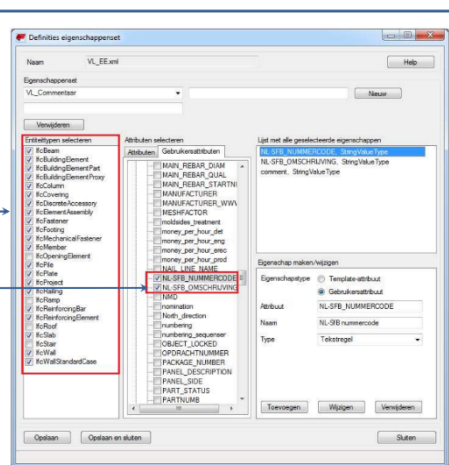 Definities eigenschappenset
Naam VL_EE.xml Help
Eigenschappenset
VL_Commentaar Nieuw
Verwijderen
Entiteittypen selecteren
IfcBeam
IfcBuildingElement
IfcBuildingElementPart
IfcBuildingElementProxy
IfcColumn
IfcCovering
IfcDiscreteAccessory
IfcElementAssembly
IfcFastener
IfcFooting
IfcMechanicalFastener
IfcMember
IfcOpeningElement
IfcPile
IfcPlate
IfcProject
IfcRailing
IfcRamp
IfcReinforcingBar
IfcReinforcingElement
IfcRoof
IfcSlab
IfcStair
IfcWall
IfcWallStandardCase
Attributen selecteren
Attributen Gebruikersattributen
MAIN_REBAR_DIAM
MAIN_REBAR_QUAL
MAIN_REBAR_STARTN
MANUFACTURER
MANUFACTURER_WWW
MESHFACTOR
moldsides_treatment
money_per_hour_det
money_per_hour_eng
money_per_hour_erec
money_per_hour_prod
NAIL_LINE_NAME
NL-SFB_NUMMERCODE
NL-SFB_OMSCHRIJVING
NMD
nomination
North_direction
numbering
numbering_sequenser
OBJECT_LOCKED
OPDRACHTNUMMER
PACKAGE_NUMBER
PANEL_DESCRIPTION
PANEL_SIDE
PART_STATUS
PARTNUMB
Lijst met alle geselecteerde eigenschappen
NL-SFB_NUMMERCODE, StringValueType
NL-SFB_OMSCHRIJVING, StringValueType
comment, StringValueType
Eigenschap maken/wijzigen
Eigenschapstype Template-attribuut
Gebruikersattribuut
Attribuut NL-SFB_NUMMERCODE
Naam NL-SfB nummercode
Type Tekstregel
Toevoegen Wijzigen Verwijderen
Opslaan Opslaan en sluiten Sluiten